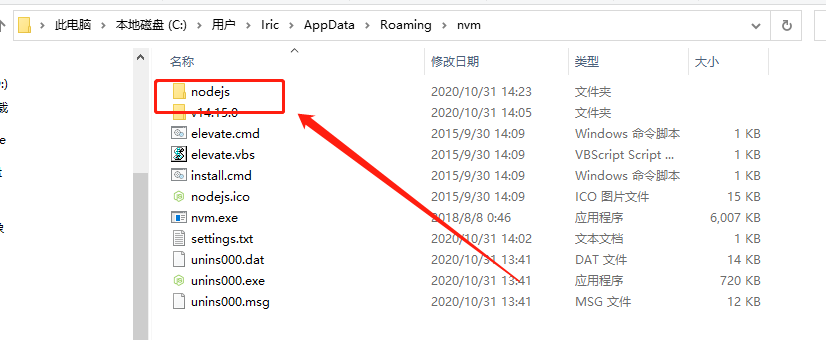 此电脑 > 本地磁盘 (C:) > 用户 > Iric > AppData > Roaming > nvm
名称 修改日期 类型 大小
nodejs 2020/10/31 14:23 文件夹
v14.15.0 2020/10/31 14:05 文件夹
elevate.cmd 2015/9/30 14:09 Windows 命令脚本 1 KB
elevate.vbs 2015/9/30 14:09 VBScript Script ... 1 KB
install.cmd 2015/9/30 14:09 Windows 命令脚本 1 KB
nodejs.ico 2015/9/30 14:09 ICO 图片文件 15 KB
nvm.exe 2018/8/8 0:46 应用程序 6,007 KB
settings.txt 2020/10/31 14:02 文本文档 1 KB
unins000.dat 2020/10/31 13:41 DAT 文件 14 KB
unins000.exe 2020/10/31 13:41 应用程序 720 KB
unins000.msg 2020/10/31 13:41 MSG 文件 12 KB